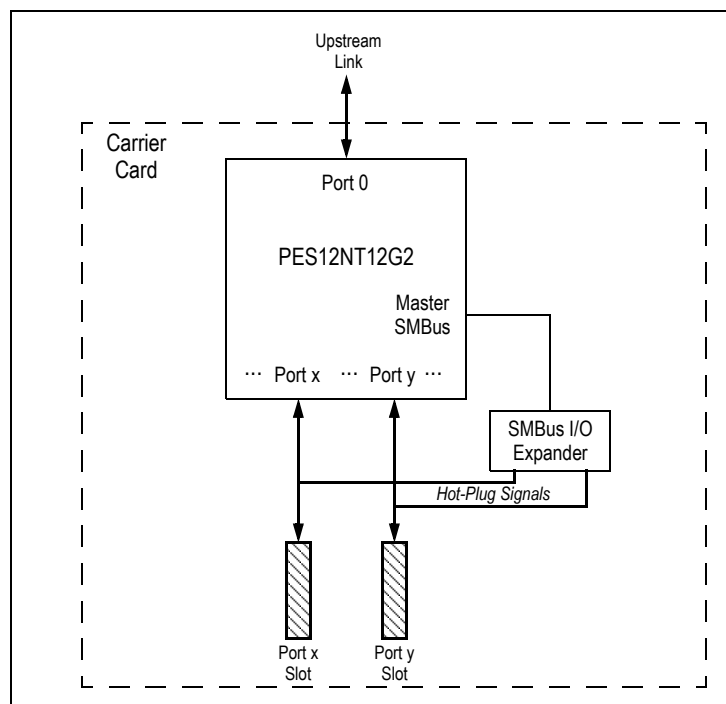 Upstream
Link
Carrier
Card
Port 0
PES12NT12G2
Master
SMBus
··· Port x ··· Port y ···
SMBus I/O
Expander
Hot-Plug Signals
Port x
Slot
Port y
Slot